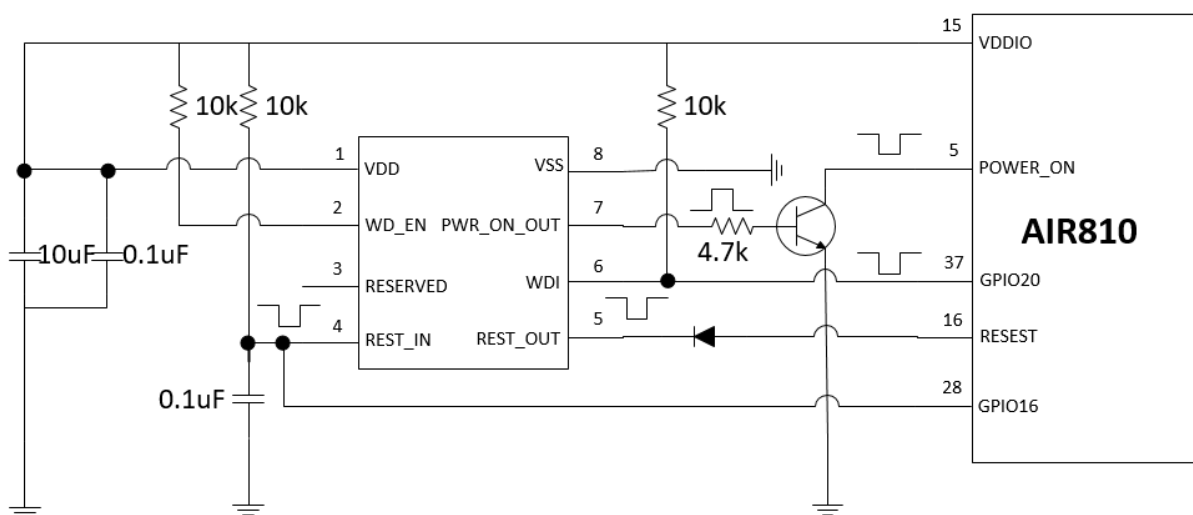 15
VDDIO
10k
10k
10k
1
VDD
VSS
8
5
POWER_ON
2
WD_EN
PWR_ON_OUT
7
AIR810
10uF
0.1uF
4.7k
3
RESERVED
WDI
6
37
GPIO20
4
REST_IN
REST_OUT
5
16
RESEST
0.1uF
28
GPIO16